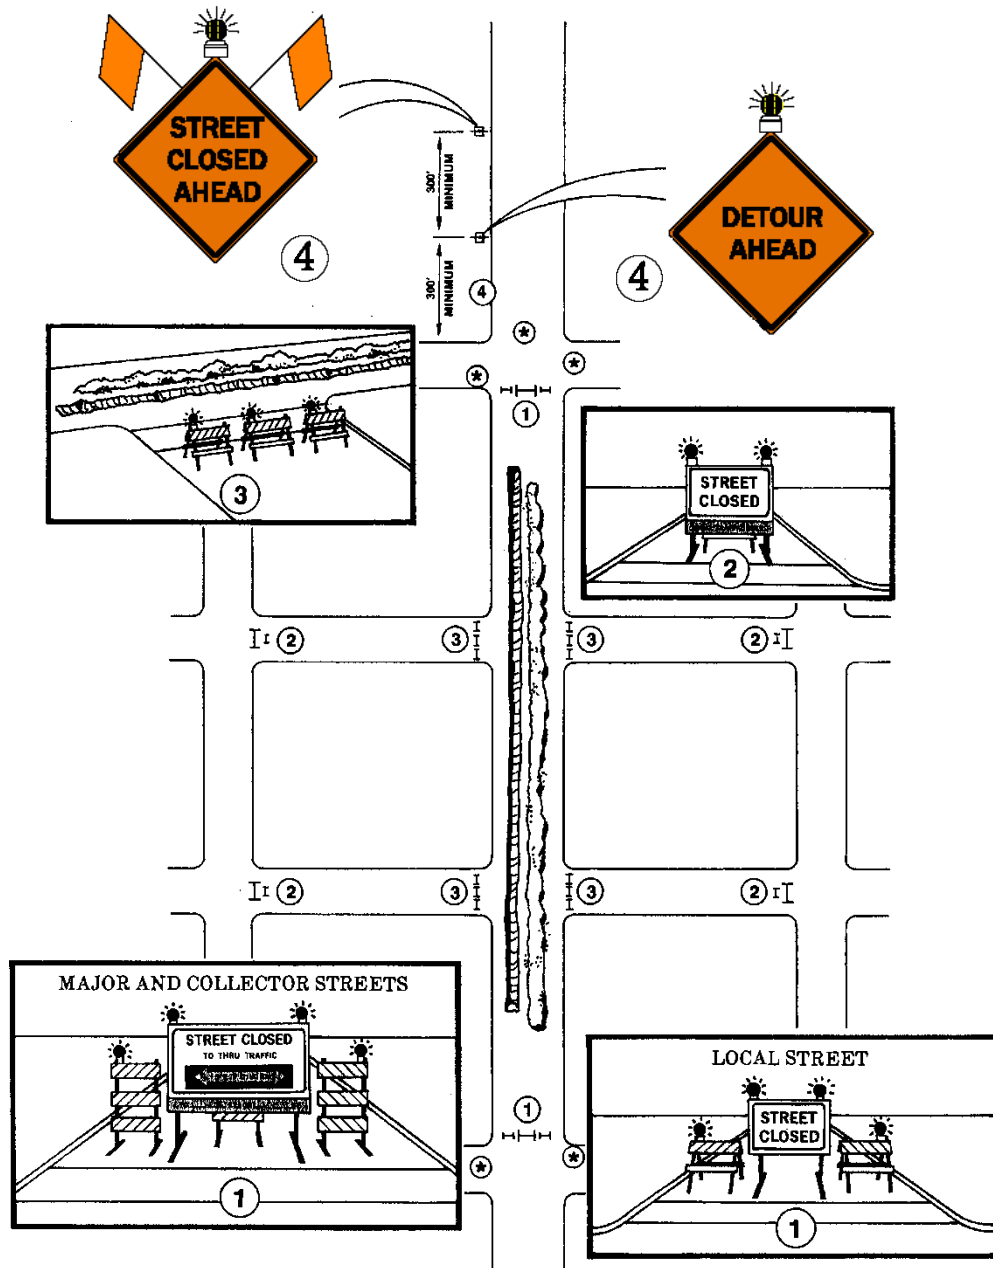 STREET
CLOSED
AHEAD
4
300'
MINIMUM
300'
MINIMUM
4
DETOUR
AHEAD
4
*
*
*
1
3
STREET
CLOSED
2
2
3
3
2
2
3
3
2
MAJOR AND COLLECTOR STREETS
STREET CLOSED
TO THRU TRAFFIC
1
1
*
*
LOCAL STREET
STREET
CLOSED
1